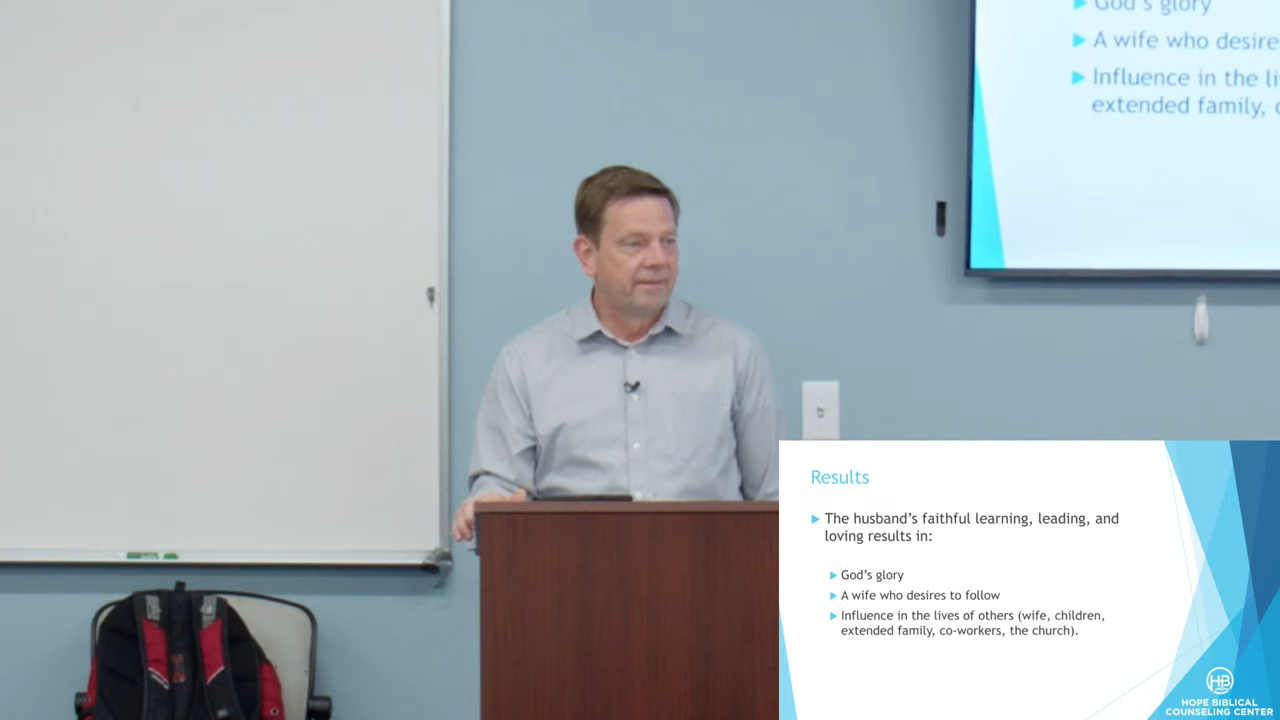 God's glory
A wife who desire
Influence in the li
extended family,
Results
The husband's faithful learning, leading, and
loving results in:
God's glory
A wife who desires to follow
Influence in the lives of others (wife, children,
extended family, co-workers, the church).
HB
HOPE BIBLICAL
COUNSELING CENTER